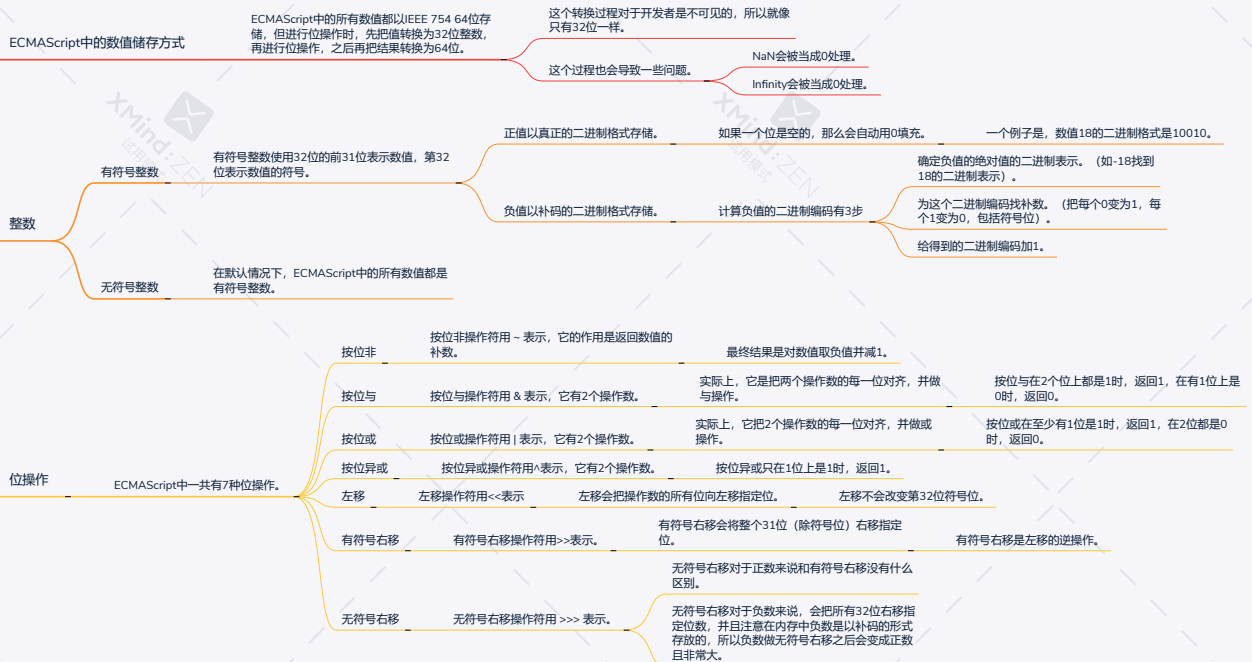 ECMAScript中的数值储存方式
ECMAScript中的所有数值都以IEEE 754 64位存
储，但进行位操作时，先把值转换为32位整数，
再进行位操作，之后再把结果转换为64位。
这个转换过程对于开发者是不可见的，所以就像
只有32位一样。
这个过程也会导致一些问题。
NaN会被当成0处理。
Infinity会被当成0处理。
XMind:ZEN
试用模式
XMind:ZEN
试用模式
整数
有符号整数
有符号整数使用32位的前31位表示数值，第32
位表示数值的符号。
正值以真正的二进制格式存储。
如果一个位是空的，那么会自动用0填充。
一个例子是，数值18的二进制格式是10010。
负值以补码的二进制格式存储。
计算负值的二进制编码有3步
确定负值的绝对值的二进制表示。（如-18找到
18的二进制表示）。
为这个二进制编码找补数。（把每个0变为1，每
个1变为0，包括符号位）。
给得到的二进制编码加1。
无符号整数
在默认情况下，ECMAScript中的所有数值都是
有符号整数。
位操作
ECMAScript中一共有7种位操作。
按位非
按位非操作符用 ~ 表示，它的作用是返回数值的
补数。
最终结果是对数值取负值并减1。
按位与
按位与操作符用 & 表示，它有2个操作数。
实际上，它是把两个操作数的每一位对齐，并做
与操作。
按位与在2个位上都是1时，返回1，在有1位上是
0时，返回0。
按位或
按位或操作符用 | 表示，它有2个操作数。
实际上，它把2个操作数的每一位对齐，并做或
操作。
按位或在至少有1位是1时，返回1，在2位都是0
时，返回0。
按位异或
按位异或操作符用^表示，它有2个操作数。
按位异或只在1位上是1时，返回1。
左移
左移操作符用<<表示
左移会把操作数的所有位向左移指定位。
左移不会改变第32位符号位。
有符号右移
有符号右移操作符用>>表示。
有符号右移会将整个31位（除符号位）右移指定
位。
有符号右移是左移的逆操作。
无符号右移
无符号右移操作符用 >>> 表示。
无符号右移对于正数来说和有符号右移没有什么
区别。
无符号右移对于负数来说，会把所有32位右移指
定位数，并且注意在内存中负数是以补码的形式
存放的，所以负数做无符号右移之后会变成正数
且非常大。